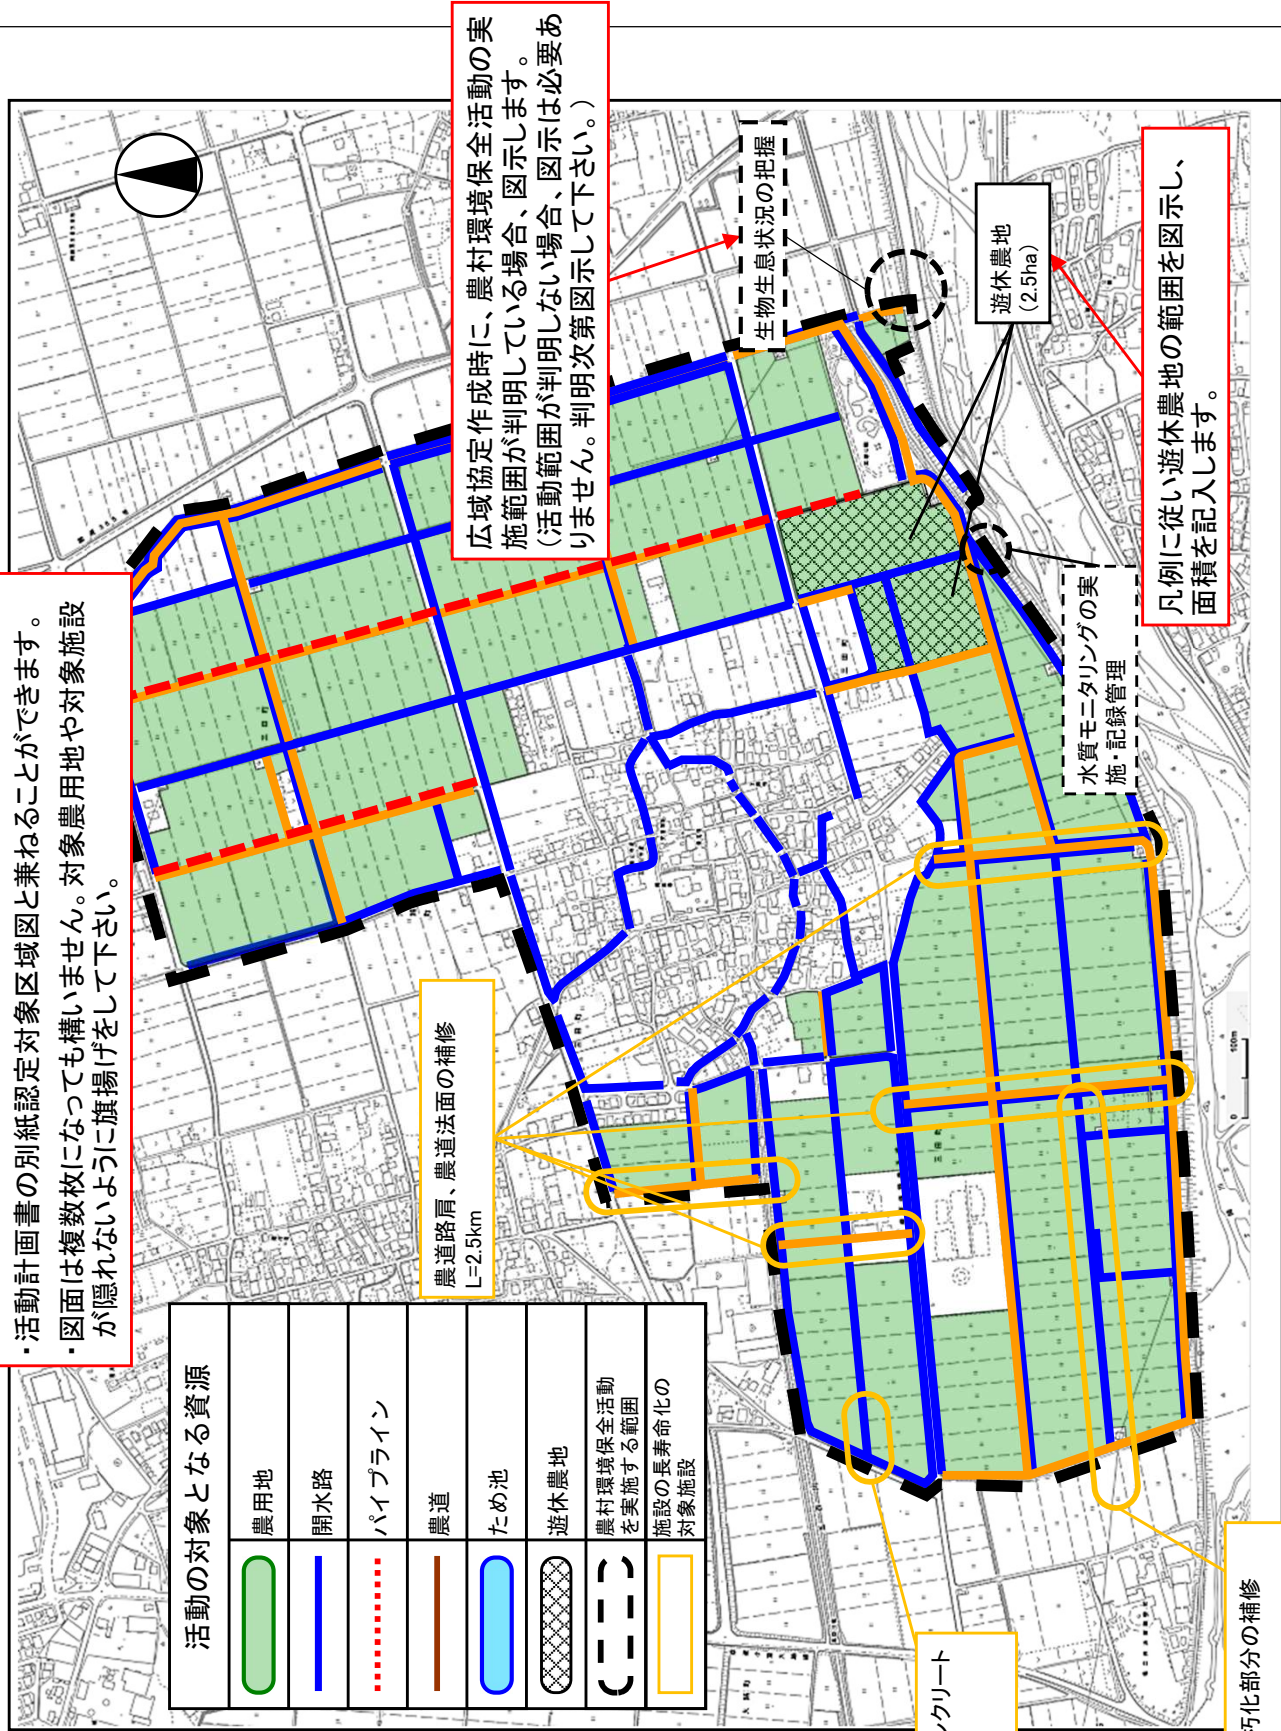 ・活動計画書の別紙認定対象区域図と兼ねることができます。
・図面は複数枚になっても構いません。対象農用地や対象施設
が隠れないように旗揚げをして下さい。
広域協定作成時に、農村環境保全活動の実
施範囲が判明している場合、図示します。
（活動範囲が判明しない場合、図示は必要あ
りません。判明次第図示して下さい。）
生物生息状況の把握
遊休農地
（2.5ha）
凡例に従い遊休農地の範囲を図示し、
面積を記入します。
水質モニタリングの実
施・記録管理
農道路肩、農道法面の補修
L=2.5km
活動の対象となる資源
農用地
開水路
パイプライン
農道
ため池
遊休農地
農村環境保全活動
を実施する範囲
施設の長寿命化の
対象施設
クリート
朽化部分の補修
0 100m